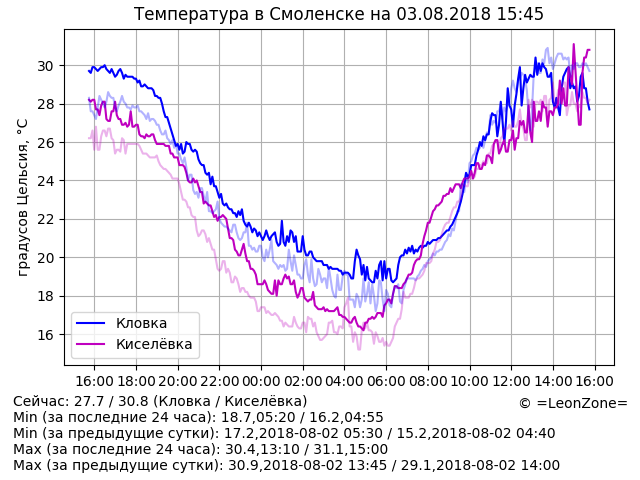 Температура в Смоленске на 03.08.2018 15:45
градусов Цельсия, °C
30
28
26
24
22
20
18
16
Кловка
Киселёвка
16:00 18:00 20:00 22:00 00:00 02:00 04:00 06:00 08:00 10:00 12:00 14:00 16:00
Сейчас: 27.7 / 30.8 (Кловка / Киселёвка)
© =LeonZone=
Min (за последние 24 часа): 18.7,05:20 / 16.2,04:55
Min (за предыдущие сутки): 17.2,2018-08-02 05:30 / 15.2,2018-08-02 04:40
Max (за последние 24 часа): 30.4,13:10 / 31.1,15:00
Max (за предыдущие сутки): 30.9,2018-08-02 13:45 / 29.1,2018-08-02 14:00